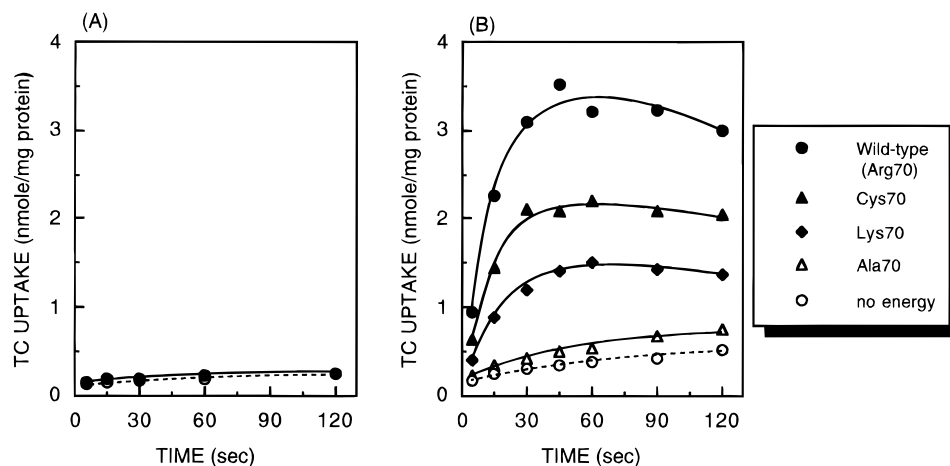 (A)
4
3
2
1
0
0
30
60
90
120
TC UPTAKE (nmole/mg protein)
TIME (sec)
(B)
4
3
2
1
0
0
30
60
90
120
TC UPTAKE (nmole/mg protein)
TIME (sec)
Wild-type
(Arg70)
Cys70
Lys70
Ala70
no energy